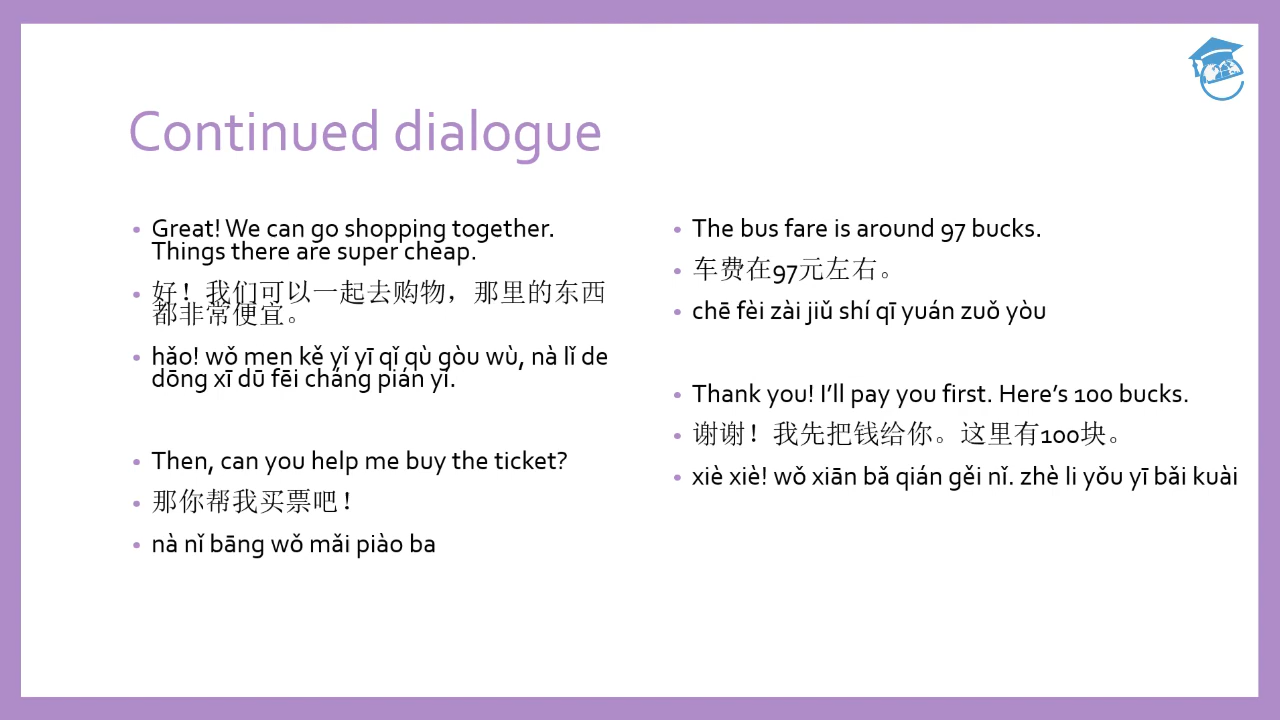 Continued dialogue
Great! We can go shopping together.
Things there are super cheap.
好！我们可以一起去购物，那里的东西
都非常便宜。
hǎo! wǒ men kě yǐ yī qǐ qù gòu wù, nà lǐ de
dōng xī dū fēi cháng pián yí.
Then, can you help me buy the ticket?
那你帮我买票吧！
nà nǐ bāng wǒ mǎi piào ba
The bus fare is around 97 bucks.
车费在97元左右。
chē fèi zài jiǔ shí qī yuán zuǒ yòu
Thank you! I’ll pay you first. Here’s 100 bucks.
谢谢！我先把钱给你。这里有100块。
xiè xiè! wǒ xiān bǎ qián gěi nǐ. zhè li yǒu yī bǎi kuài